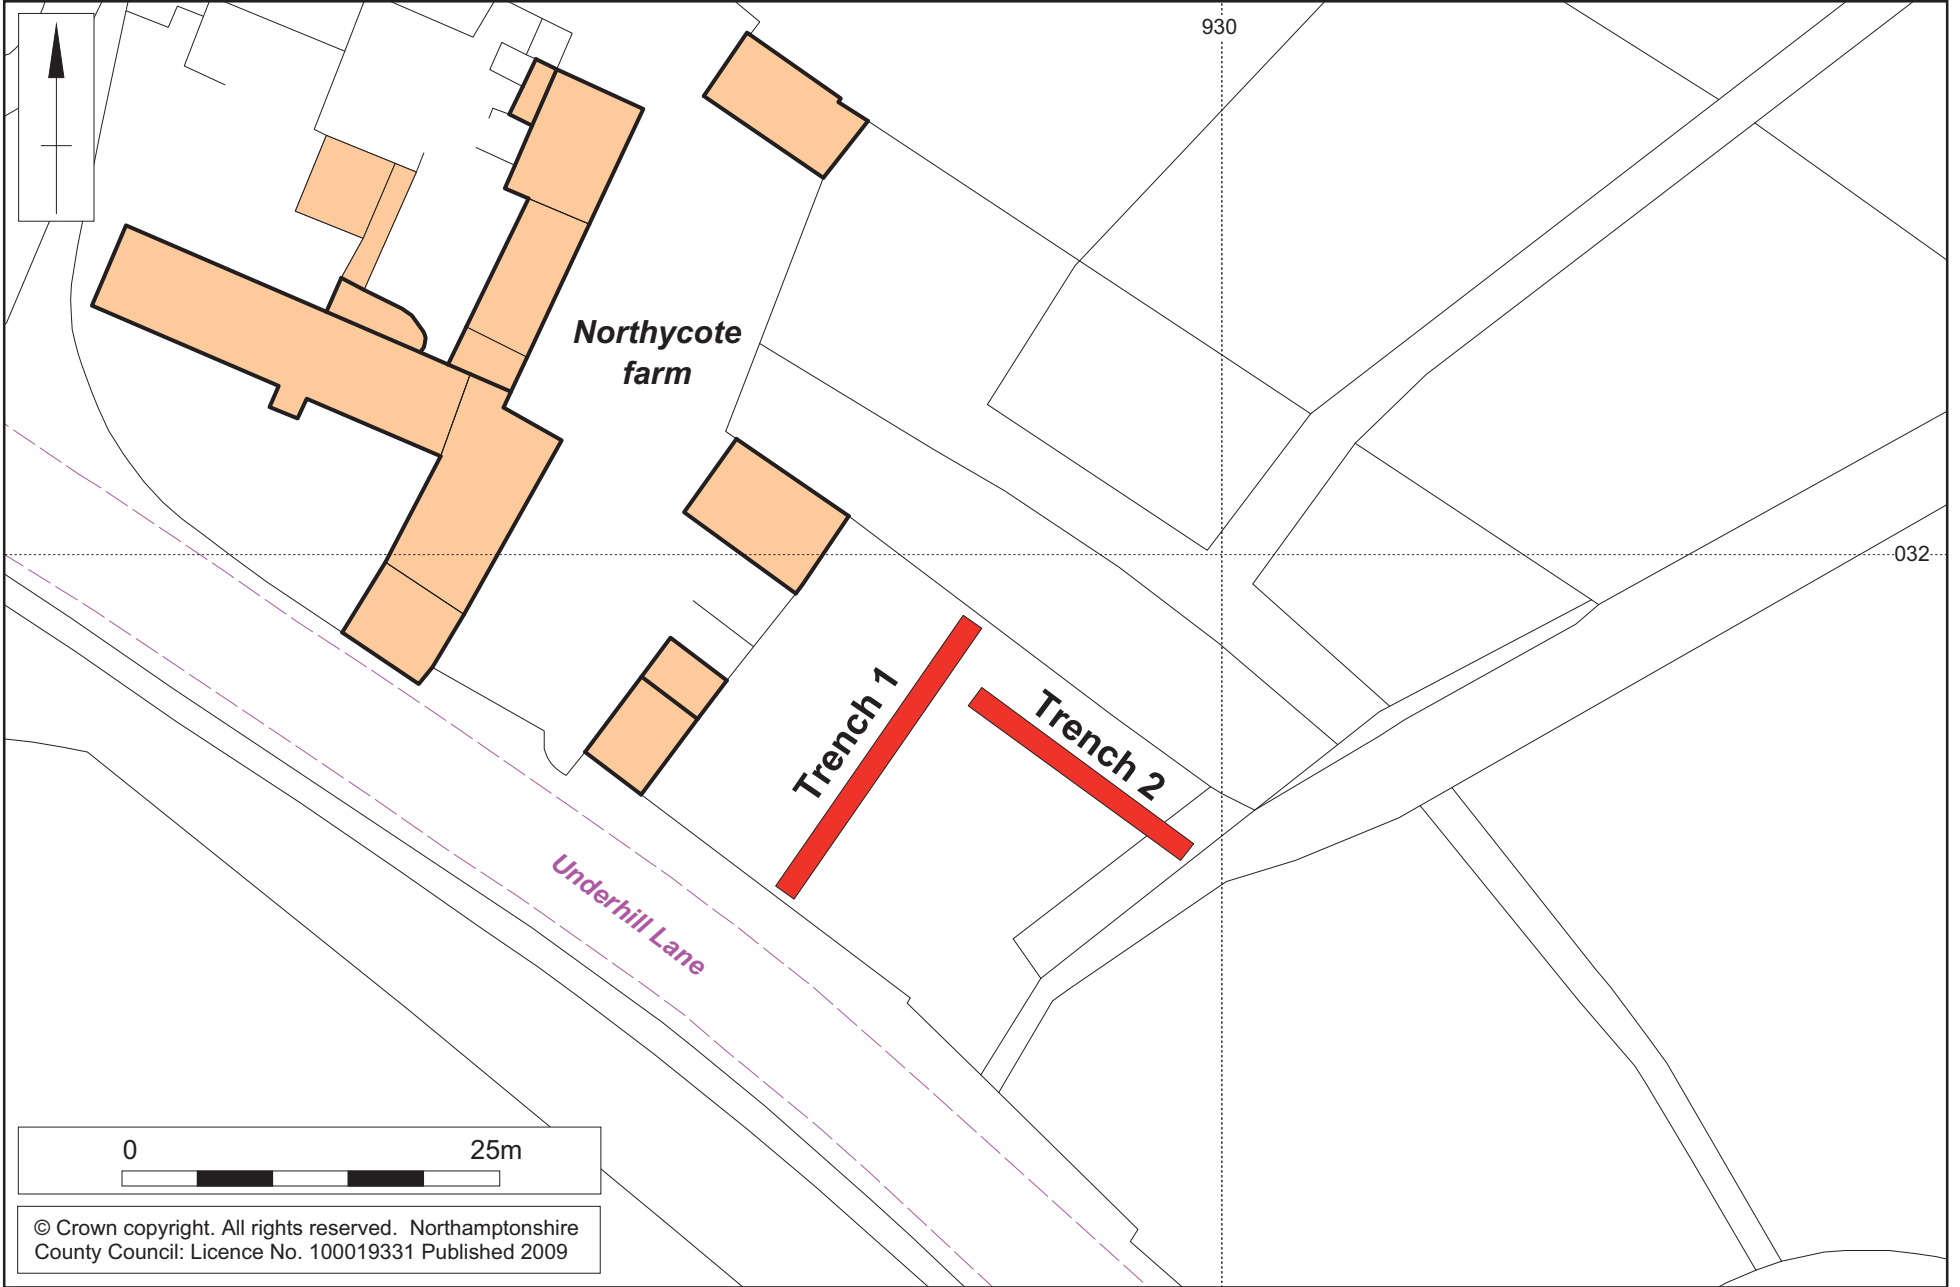 930
Northycote
farm
032
Trench 1
Trench 2
Underhill Lane
0 25m
© Crown copyright. All rights reserved. Northamptonshire
County Council: Licence No. 100019331 Published 2009